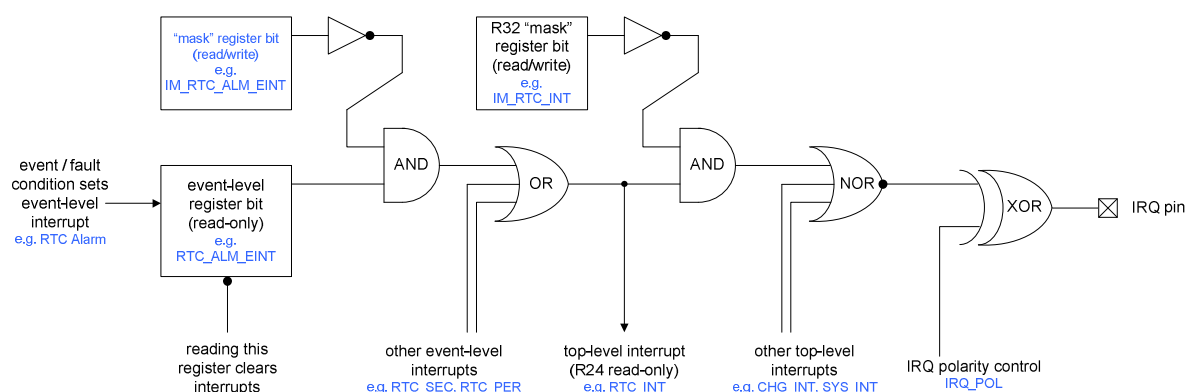 “mask” register bit
(read/write)
e.g.
IM_RTC_ALM_EINT
R32 “mask”
register bit
(read/write)
e.g.
IM_RTC_INT
event / fault
condition sets
event-level
interrupt
e.g. RTC Alarm
event-level
register bit
(read-only)
e.g.
RTC_ALM_EINT
AND
OR
AND
NOR
XOR
IRQ pin
reading this
register clears
interrupts
other event-level
interrupts
e.g. RTC_SEC, RTC_PER
top-level interrupt
(R24 read-only)
e.g. RTC_INT
other top-level
interrupts
e.g. CHG_INT, SYS_INT
IRQ polarity control
IRQ_POL